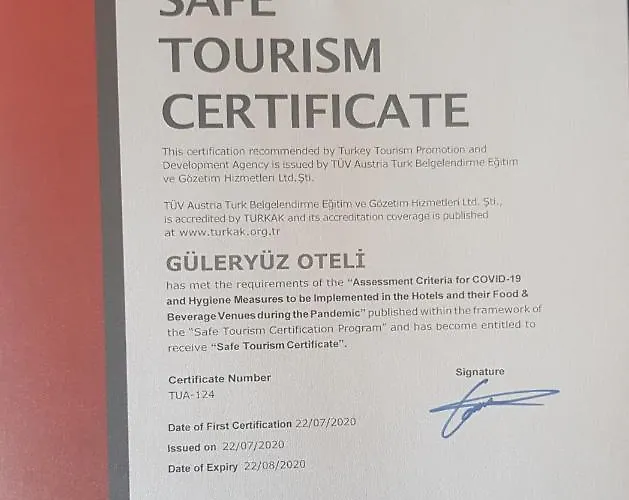 SAFE
TOURISM
CERTIFICATE
This certification recommended by Turkey Tourism Promotion and
Development Agency is issued by TÜV Austria Turk Belgelendirme Eğitim
ve Gözetim Hizmetleri Ltd.Şti.
TÜV Austria Turk Belgelendirme Eğitim ve Gözetim Hizmetleri Ltd. Şti.,
is accredited by TURKAK and its accreditation coverage is published
at www.turkak.org.tr
GÜLERYÜZ OTELİ
has met the requirements of the "Assessment Criteria for COVID-19
and Hygiene Measures to be Implemented in the Hotels and their Food &
Beverage Venues during the Pandemic" published within the framework of
the "Safe Tourism Certification Program" and has become entitled to
receive "Safe Tourism Certificate".
Certificate Number
TUA-124
Signature
Date of First Certification 22/07/2020
Issued on 22/07/2020
Date of Expiry 22/08/2020